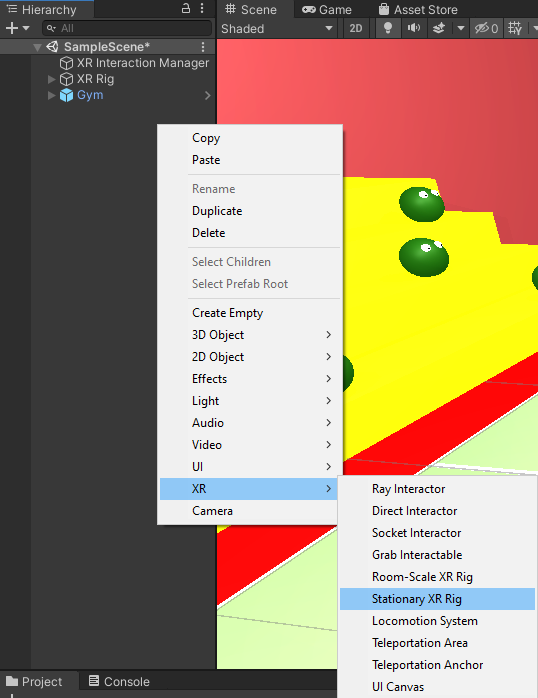 Hierarchy
Scene
Game
Asset Store
All
Shaded
2D
0
SampleScene*
XR Interaction Manager
XR Rig
Gym
Copy
Paste
Rename
Duplicate
Delete
Select Children
Select Prefab Root
Create Empty
3D Object
2D Object
Effects
Light
Audio
Video
UI
XR
Camera
Ray Interactor
Direct Interactor
Socket Interactor
Grab Interactable
Room-Scale XR Rig
Stationary XR Rig
Locomotion System
Teleportation Area
Teleportation Anchor
UI Canvas
Project
Console